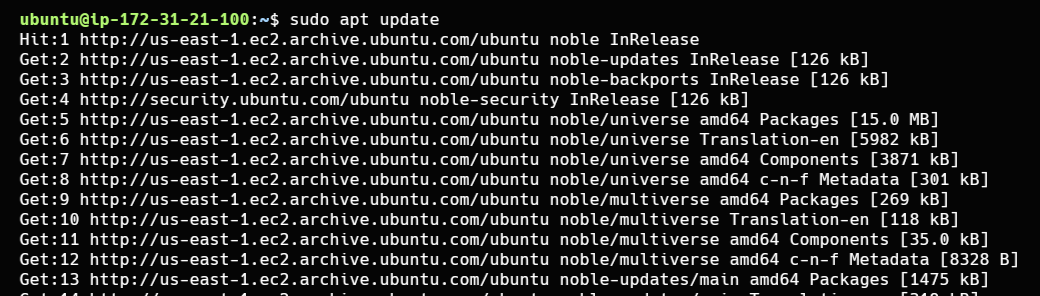 ubuntu@ip-172-31-21-100:~$ sudo apt update
Hit:1 http://us-east-1.ec2.archive.ubuntu.com/ubuntu noble InRelease
Get:2 http://us-east-1.ec2.archive.ubuntu.com/ubuntu noble-updates InRelease [126 kB]
Get:3 http://us-east-1.ec2.archive.ubuntu.com/ubuntu noble-backports InRelease [126 kB]
Get:4 http://security.ubuntu.com/ubuntu noble-security InRelease [126 kB]
Get:5 http://us-east-1.ec2.archive.ubuntu.com/ubuntu noble/universe amd64 Packages [15.0 MB]
Get:6 http://us-east-1.ec2.archive.ubuntu.com/ubuntu noble/universe Translation-en [5982 kB]
Get:7 http://us-east-1.ec2.archive.ubuntu.com/ubuntu noble/universe amd64 Components [3871 kB]
Get:8 http://us-east-1.ec2.archive.ubuntu.com/ubuntu noble/universe amd64 c-n-f Metadata [301 kB]
Get:9 http://us-east-1.ec2.archive.ubuntu.com/ubuntu noble/multiverse amd64 Packages [269 kB]
Get:10 http://us-east-1.ec2.archive.ubuntu.com/ubuntu noble/multiverse Translation-en [118 kB]
Get:11 http://us-east-1.ec2.archive.ubuntu.com/ubuntu noble/multiverse amd64 Components [35.0 kB]
Get:12 http://us-east-1.ec2.archive.ubuntu.com/ubuntu noble/multiverse amd64 c-n-f Metadata [8328 B]
Get:13 http://us-east-1.ec2.archive.ubuntu.com/ubuntu noble-updates/main amd64 Packages [1475 kB]